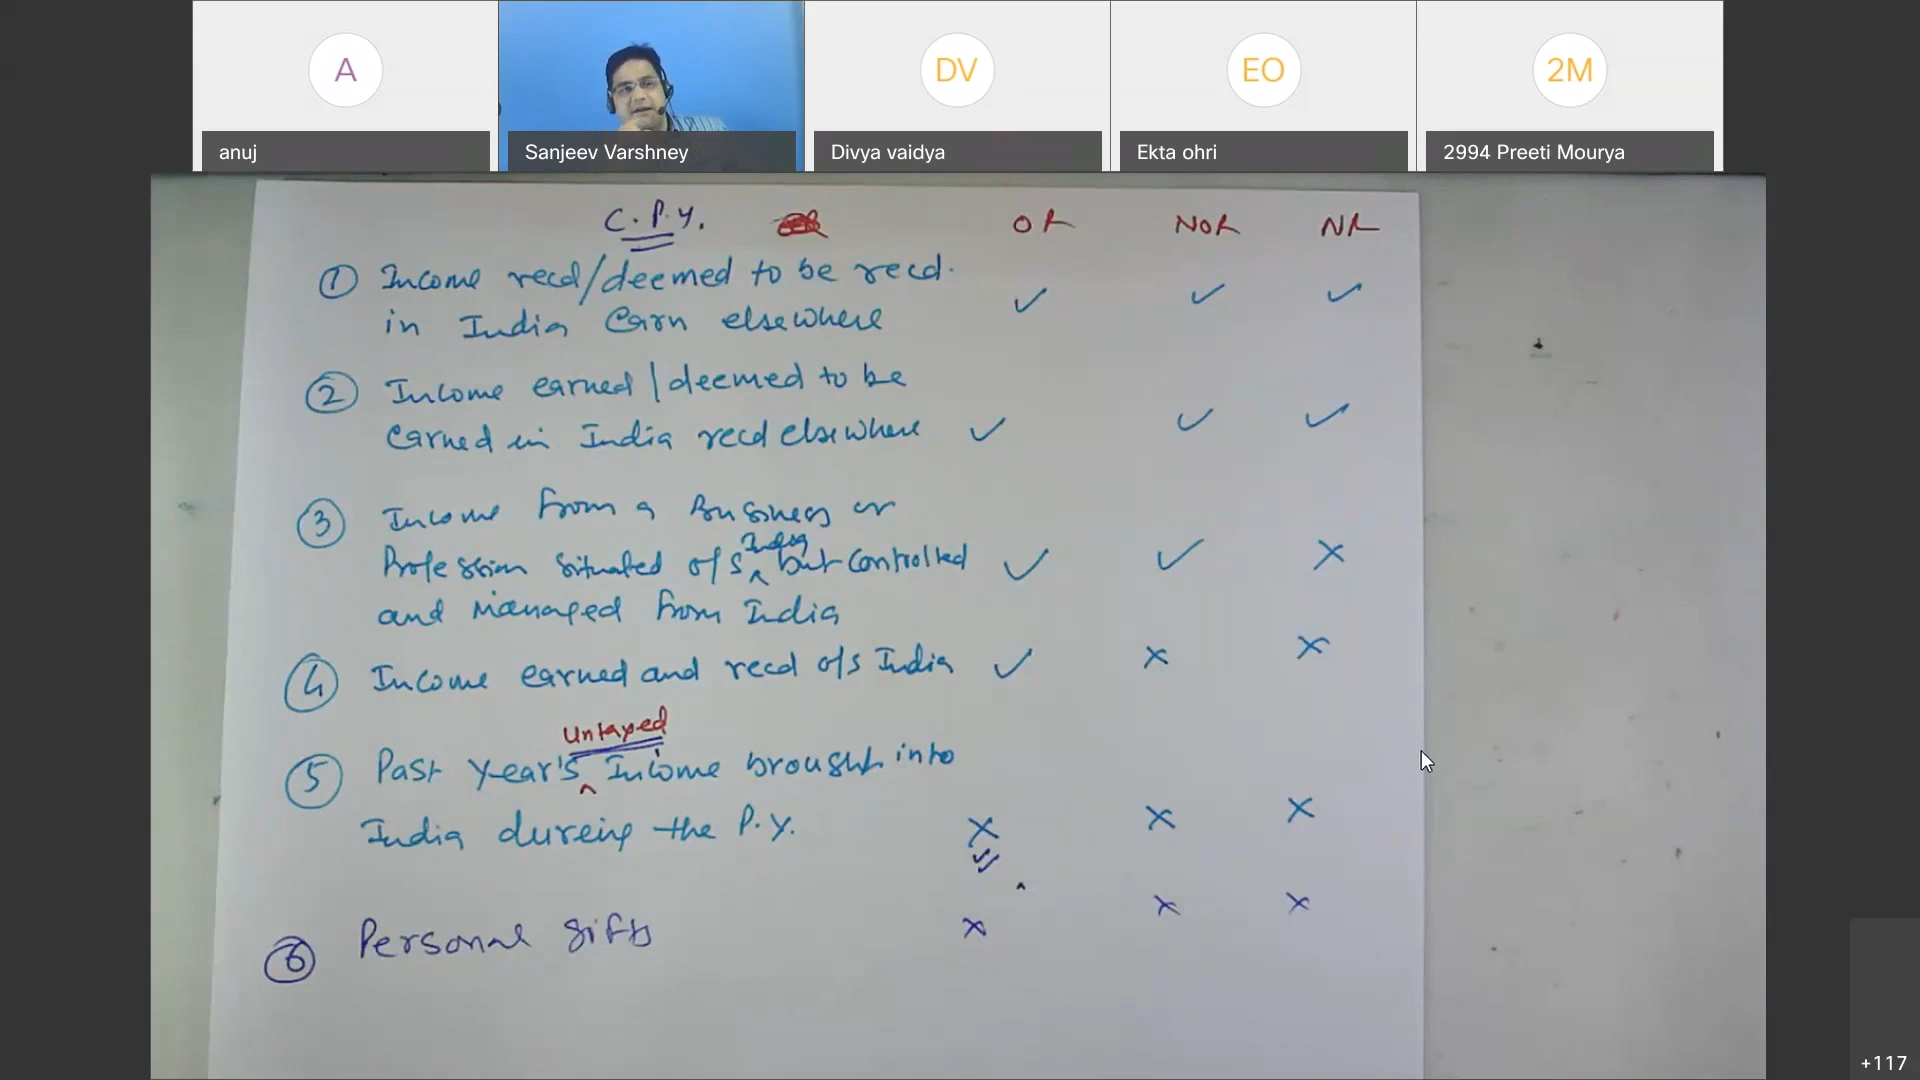 A
DV
EO
2M
anuj
Sanjeev Varshney
Divya vaidya
Ekta ohri
2994 Preeti Mourya
C.P.Y. OR NOR NR
① Income recd/deemed to be recd.
in India Earn elsewhere ✓ ✓ ✓
② Income earned/deemed to be
earned in India recd elsewhere ✓ ✓ ✓
③ Income from a Business or
Profession situated o/s India but controlled ✓ ✓ ×
and managed from India
④ Income earned and recd o/s India ✓ × ×
⑤ Past year's untaxed Income brought into
India during the P.Y. × × ×
⑥ Personal gifts × × ×
+117